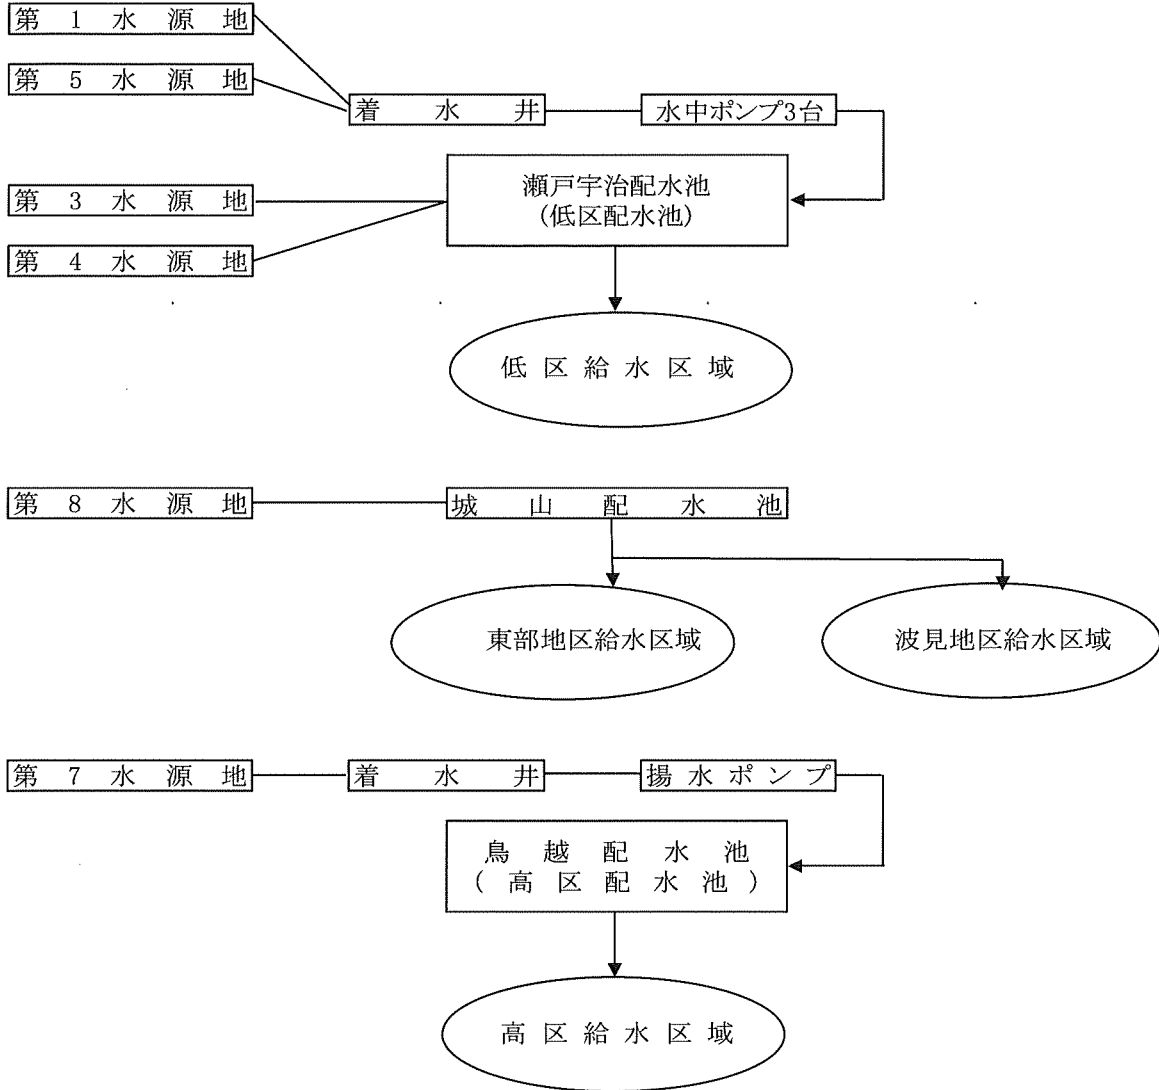 第1水源地
第5水源地
着水井
水中ポンプ3台
第3水源地
瀬戸宇治配水池
(低区配水池)
第4水源地
低区給水区域
第8水源地
城山配水池
東部地区給水区域
波見地区給水区域
第7水源地
着水井
揚水ポンプ
鳥越配水池
(高区配水池)
高区給水区域